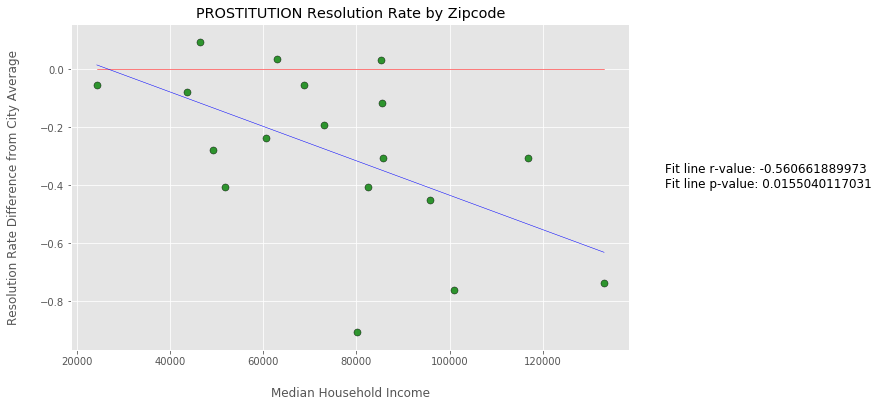 PROSTITUTION Resolution Rate by Zipcode
Resolution Rate Difference from City Average
0.0
−0.2
−0.4
−0.6
−0.8
20000 40000 60000 80000 100000 120000
Median Household Income
Fit line r-value: -0.560661889973
Fit line p-value: 0.0155040117031